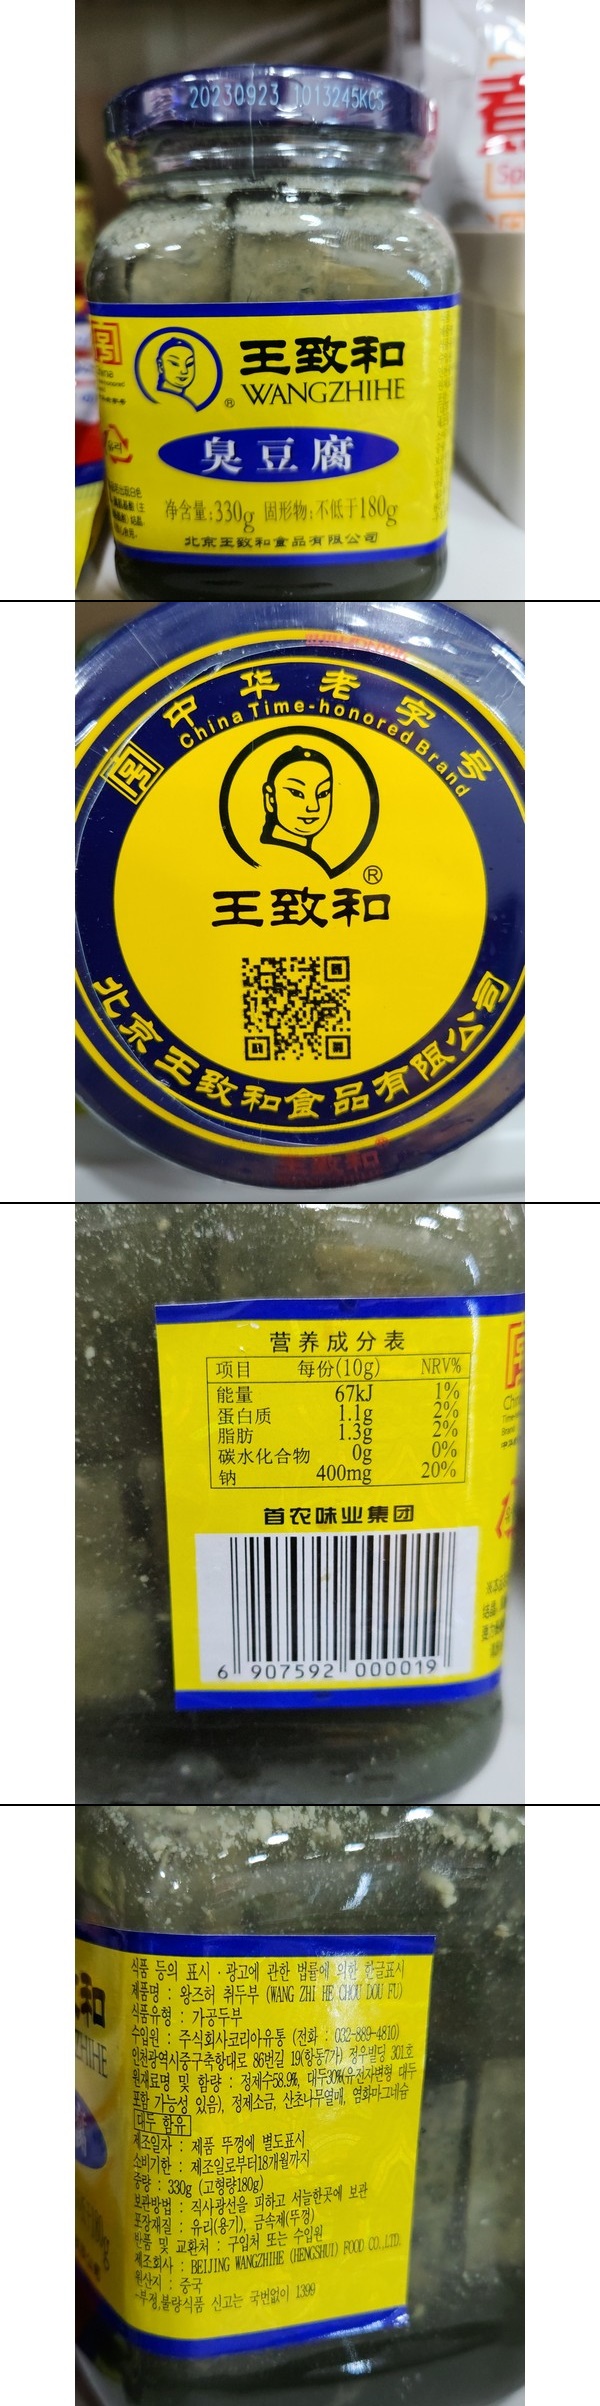 20230923 1013245KCS
王致和
WANGZHIHE
臭豆腐
净含量:330g 固形物:不低于180g
北京王致和食品有限公司
中华老字号
China Time-honored Brand
王致和
北京王致和食品有限公司
营养成分表
项目 每份(10g) NRV%
能量 67kJ 1%
蛋白质 1.1g 2%
脂肪 1.3g 2%
碳水化合物 0g 0%
钠 400mg 20%
首农味业集团
6 907592 000019
식품 등의 표시·광고에 관한 법률에 의한 한글표시
제품명 : 왕즈허 취두부 (WANG ZHI HE CHOU DOU FU)
식품유형 : 가공두부
수입원 : 주식회사코리아유통 (전화 : 032-889-4810)
인천광역시중구축항대로 86번길 19(항동7가) 정우빌딩 301호
원재료명 및 함량 : 정제수58.9%, 대두30%(유전자변형 대두
포함 가능성 있음), 정제소금, 산초나무열매, 염화마그네슘
대두 함유
제조일자 : 제품 뚜껑에 별도표시
소비기한 : 제조일로부터18개월까지
중량 : 330g (고형량180g)
보관방법 : 직사광선을 피하고 서늘한곳에 보관
포장재질 : 유리(용기), 금속제(뚜껑)
반품 및 교환처 : 구입처 또는 수입원
제조회사 : BEIJING WANGZHIHE (HENGSHUI) FOOD CO.,LTD.
원산지 : 중국
-부정,불량식품 신고는 국번없이 1399